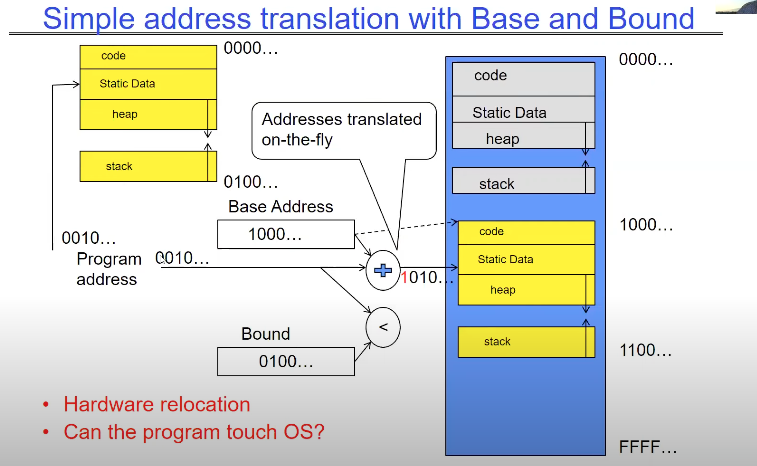 Simple address translation with Base and Bound
code
Static Data
heap
stack
0000...
0100...
Addresses translated
on-the-fly
Base Address
1000...
0010...
Program
address
0010...
+
1010...
<
Bound
0100...
code
Static Data
heap
stack
code
Static Data
heap
stack
0000...
1000...
1100...
FFFF...
• Hardware relocation
• Can the program touch OS?